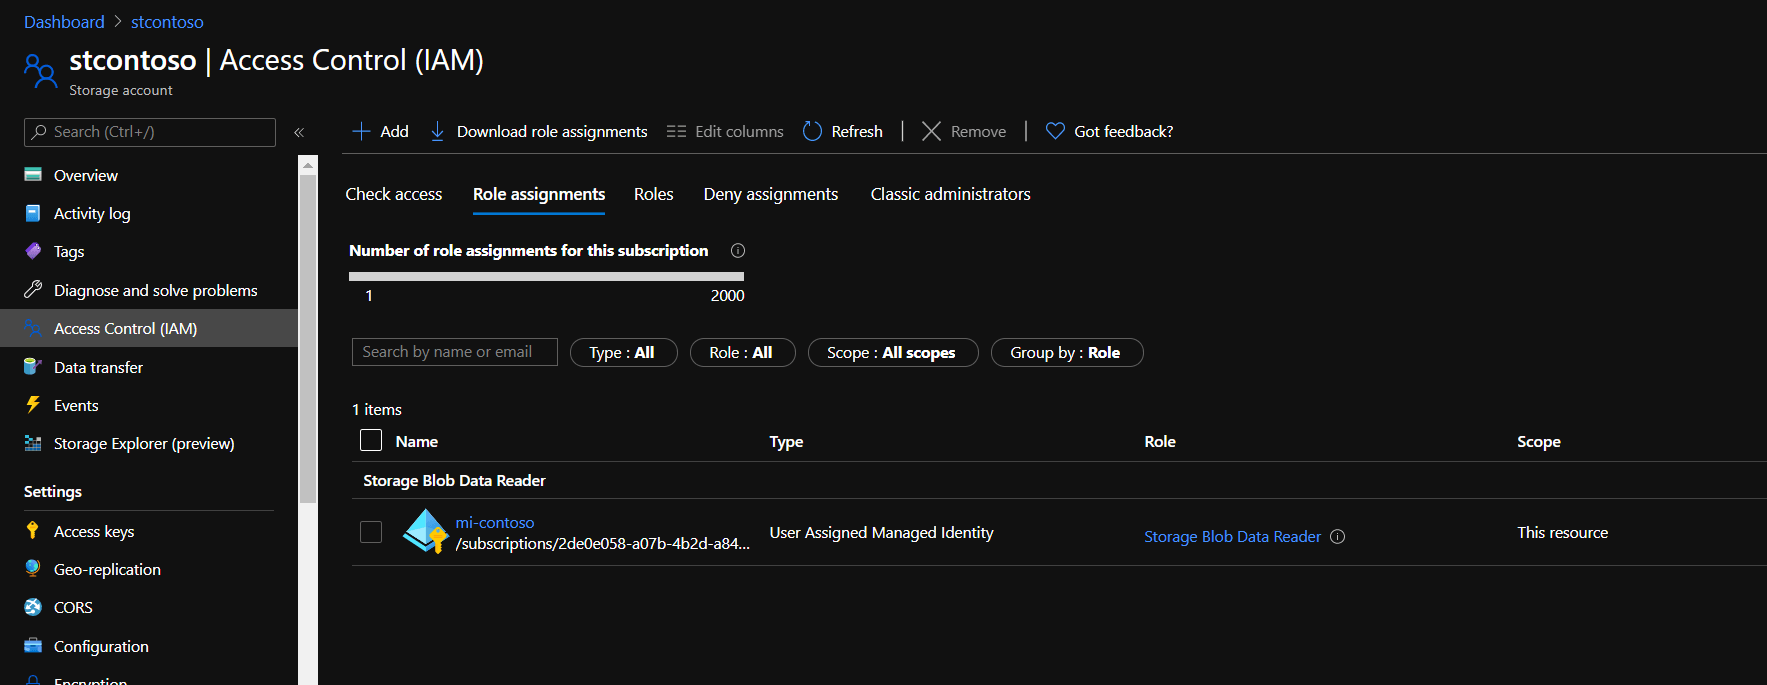 Dashboard > stcontoso
stcontoso | Access Control (IAM)
Storage account
Search (Ctrl+/)
«
Overview
Activity log
Tags
Diagnose and solve problems
Access Control (IAM)
Data transfer
Events
Storage Explorer (preview)
Settings
Access keys
Geo-replication
CORS
Configuration
Encryption
Add
Download role assignments
Edit columns
Refresh
Remove
Got feedback?
Check access
Role assignments
Roles
Deny assignments
Classic administrators
Number of role assignments for this subscription
1
2000
Search by name or email
Type : All
Role : All
Scope : All scopes
Group by : Role
1 items
Name
Type
Role
Scope
Storage Blob Data Reader
mi-contoso
/subscriptions/2de0e058-a07b-4b2d-a84...
User Assigned Managed Identity
Storage Blob Data Reader
This resource